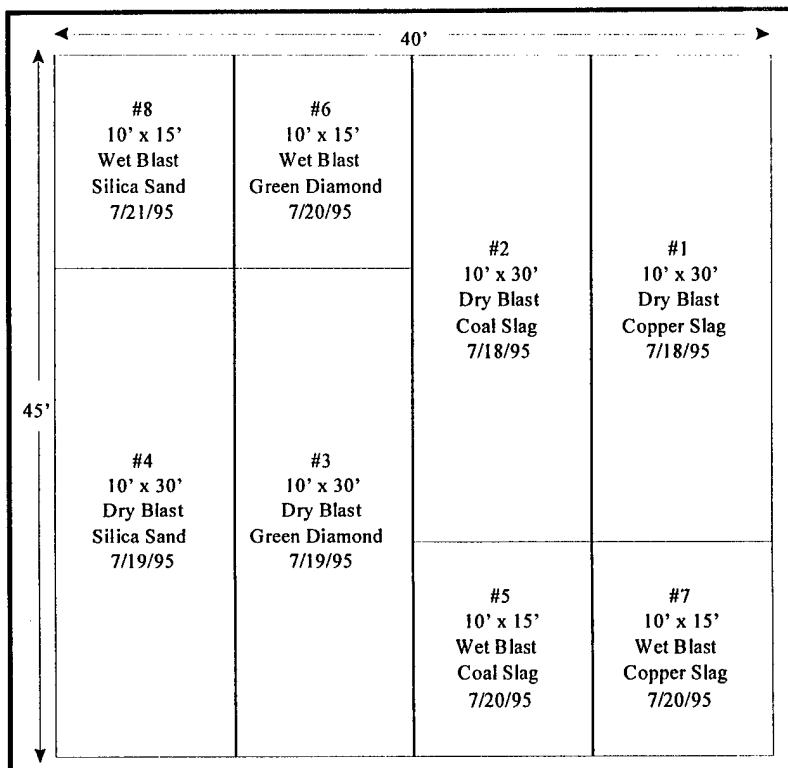 40’
45’
#8
10’ x 15’
Wet Blast
Silica Sand
7/21/95
#6
10’ x 15’
Wet Blast
Green Diamond
7/20/95
#2
10’ x 30’
Dry Blast
Coal Slag
7/18/95
#1
10’ x 30’
Dry Blast
Copper Slag
7/18/95
#4
10’ x 30’
Dry Blast
Silica Sand
7/19/95
#3
10’ x 30’
Dry Blast
Green Diamond
7/19/95
#5
10’ x 15’
Wet Blast
Coal Slag
7/20/95
#7
10’ x 15’
Wet Blast
Copper Slag
7/20/95